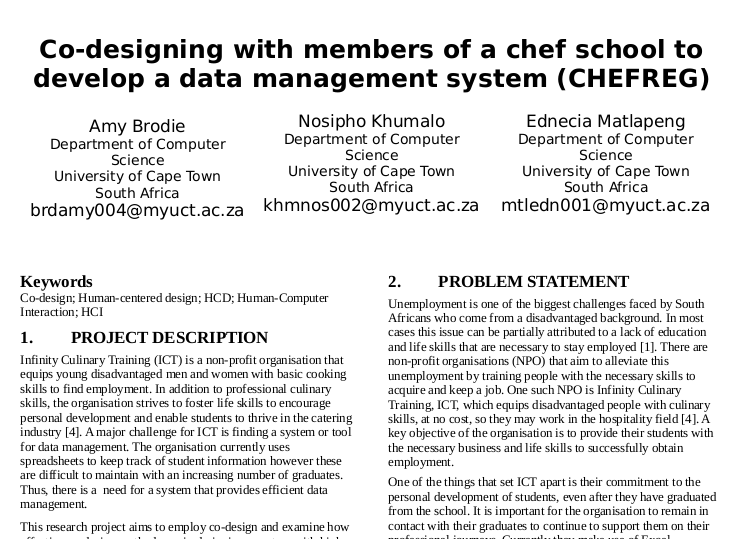 Co-designing with members of a chef school to
develop a data management system (CHEFREG)
Amy Brodie
Department of Computer
Science
University of Cape Town
South Africa
brdamy004@myuct.ac.za
Nosipho Khumalo
Department of Computer
Science
University of Cape Town
South Africa
khmnos002@myuct.ac.za
Ednecia Matlapeng
Department of Computer
Science
University of Cape Town
South Africa
mtledn001@myuct.ac.za
Keywords
Co-design; Human-centered design; HCD; Human-Computer
Interaction; HCI
1. PROJECT DESCRIPTION
Infinity Culinary Training (ICT) is a non-profit organisation that
equips young disadvantaged men and women with basic cooking
skills to find employment. In addition to professional culinary
skills, the organisation strives to foster life skills to encourage
personal development and enable students to thrive in the catering
industry [4]. A major challenge for ICT is finding a system or tool
for data management. The organisation currently uses
spreadsheets to keep track of student information however these
are difficult to maintain with an increasing number of graduates.
Thus, there is a need for a system that provides efficient data
management.
This research project aims to employ co-design and examine how
2. PROBLEM STATEMENT
Unemployment is one of the biggest challenges faced by South
Africans who come from a disadvantaged background. In most
cases this issue can be partially attributed to a lack of education
and life skills that are necessary to stay employed [1]. There are
non-profit organisations (NPO) that aim to alleviate this
unemployment by training people with the necessary skills to
acquire and keep a job. One such NPO is Infinity Culinary
Training, ICT, which equips disadvantaged people with culinary
skills, at no cost, so they may work in the hospitality field [4]. A
key objective of the organisation is to provide their students with
the necessary business and life skills to successfully obtain
employment.
One of the things that set ICT apart is their commitment to the
personal development of students, even after they have graduated
from the school. It is important for the organisation to remain in
contact with their graduates to continue to support them on their
professional journeys. Currently they make use of Excel